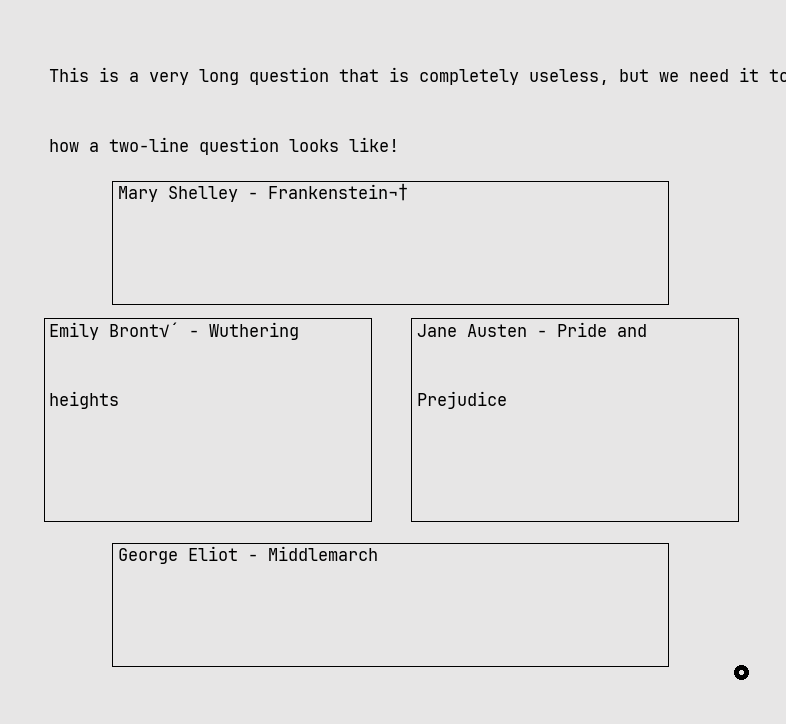 This is a very long question that is completely useless, but we need it to
how a two-line question looks like!
Mary Shelley - Frankenstein¬†
Emily Bront√´ - Wuthering
heights
Jane Austen - Pride and
Prejudice
George Eliot - Middlemarch